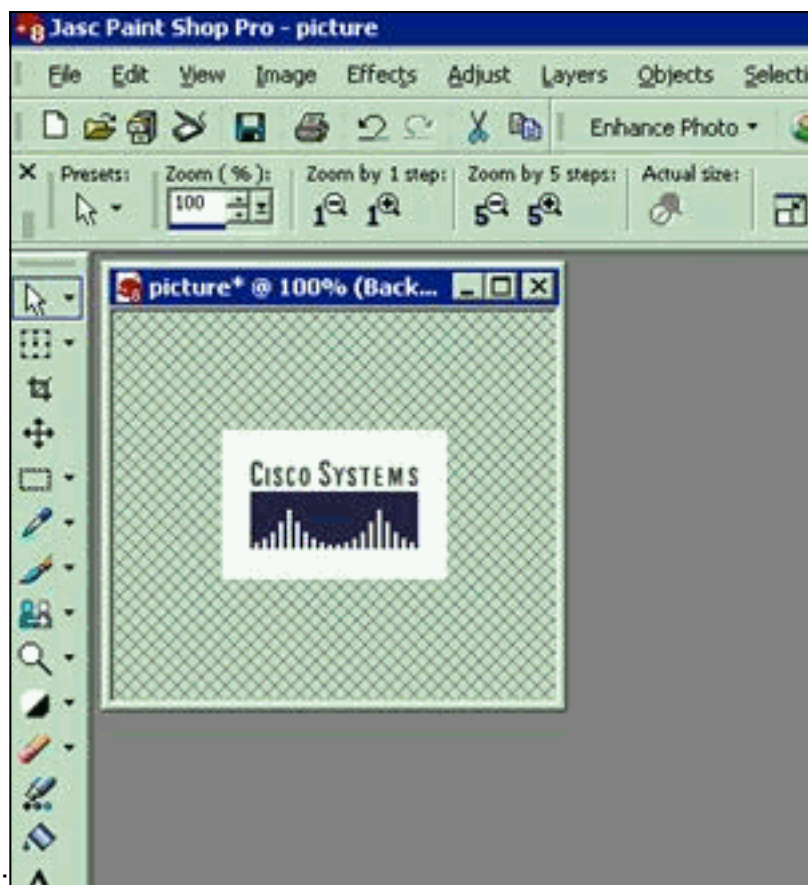 Jasc Paint Shop Pro - picture
File Edit View Image Effects Adjust Layers Objects Selecti
Enhance Photo
Presets: Zoom ( % ): Zoom by 1 step: Zoom by 5 steps: Actual size:
100 1 1 5 5
picture* @ 100% (Back...
CISCO SYSTEMS